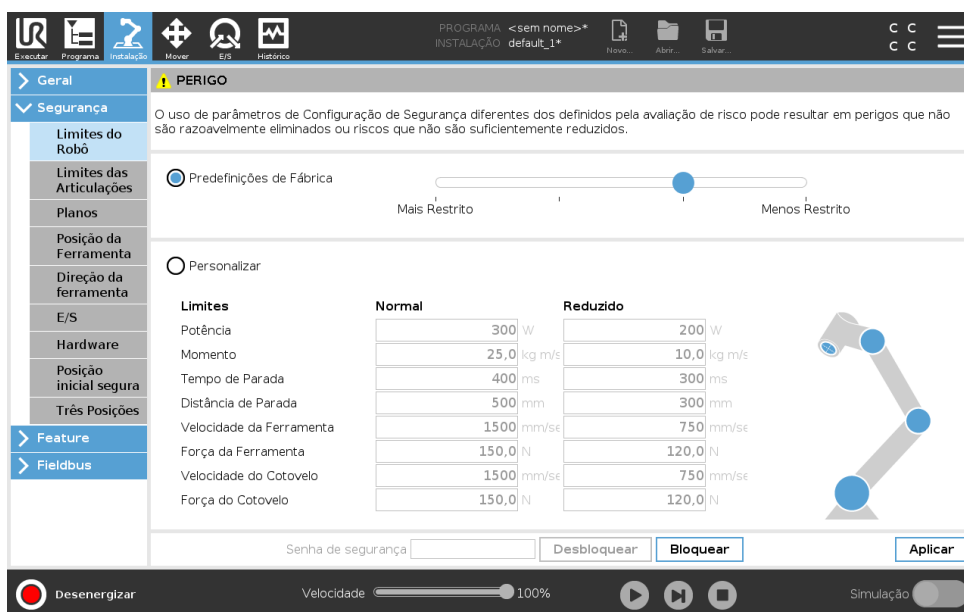 PROGRAMA <sem nome>*
INSTALAÇÃO default_1*
Executar Programa Instalação Mover E/S Histórico Novo... Abrir... Salvar...
C C
C C
Geral
Segurança
Limites do
Robô
Limites das
Articulações
Planos
Posição da
Ferramenta
Direção da
ferramenta
E/S
Hardware
Posição
inicial segura
Três Posições
Feature
Fieldbus
PERIGO
O uso de parâmetros de Configuração de Segurança diferentes dos definidos pela avaliação de risco pode resultar em perigos que não
são razoavelmente eliminados ou riscos que não são suficientemente reduzidos.
Predefinições de Fábrica
Mais Restrito Menos Restrito
Personalizar
Limites Normal Reduzido
Potência 300 W 200 W
Momento 25,0 kg m/s 10,0 kg m/s
Tempo de Parada 400 ms 300 ms
Distância de Parada 500 mm 300 mm
Velocidade da Ferramenta 1500 mm/se 750 mm/se
Força da Ferramenta 150,0 N 120,0 N
Velocidade do Cotovelo 1500 mm/se 750 mm/se
Força do Cotovelo 150,0 N 120,0 N
Senha de segurança Desbloquear Bloquear Aplicar
Desenergizar Velocidade 100% Simulação